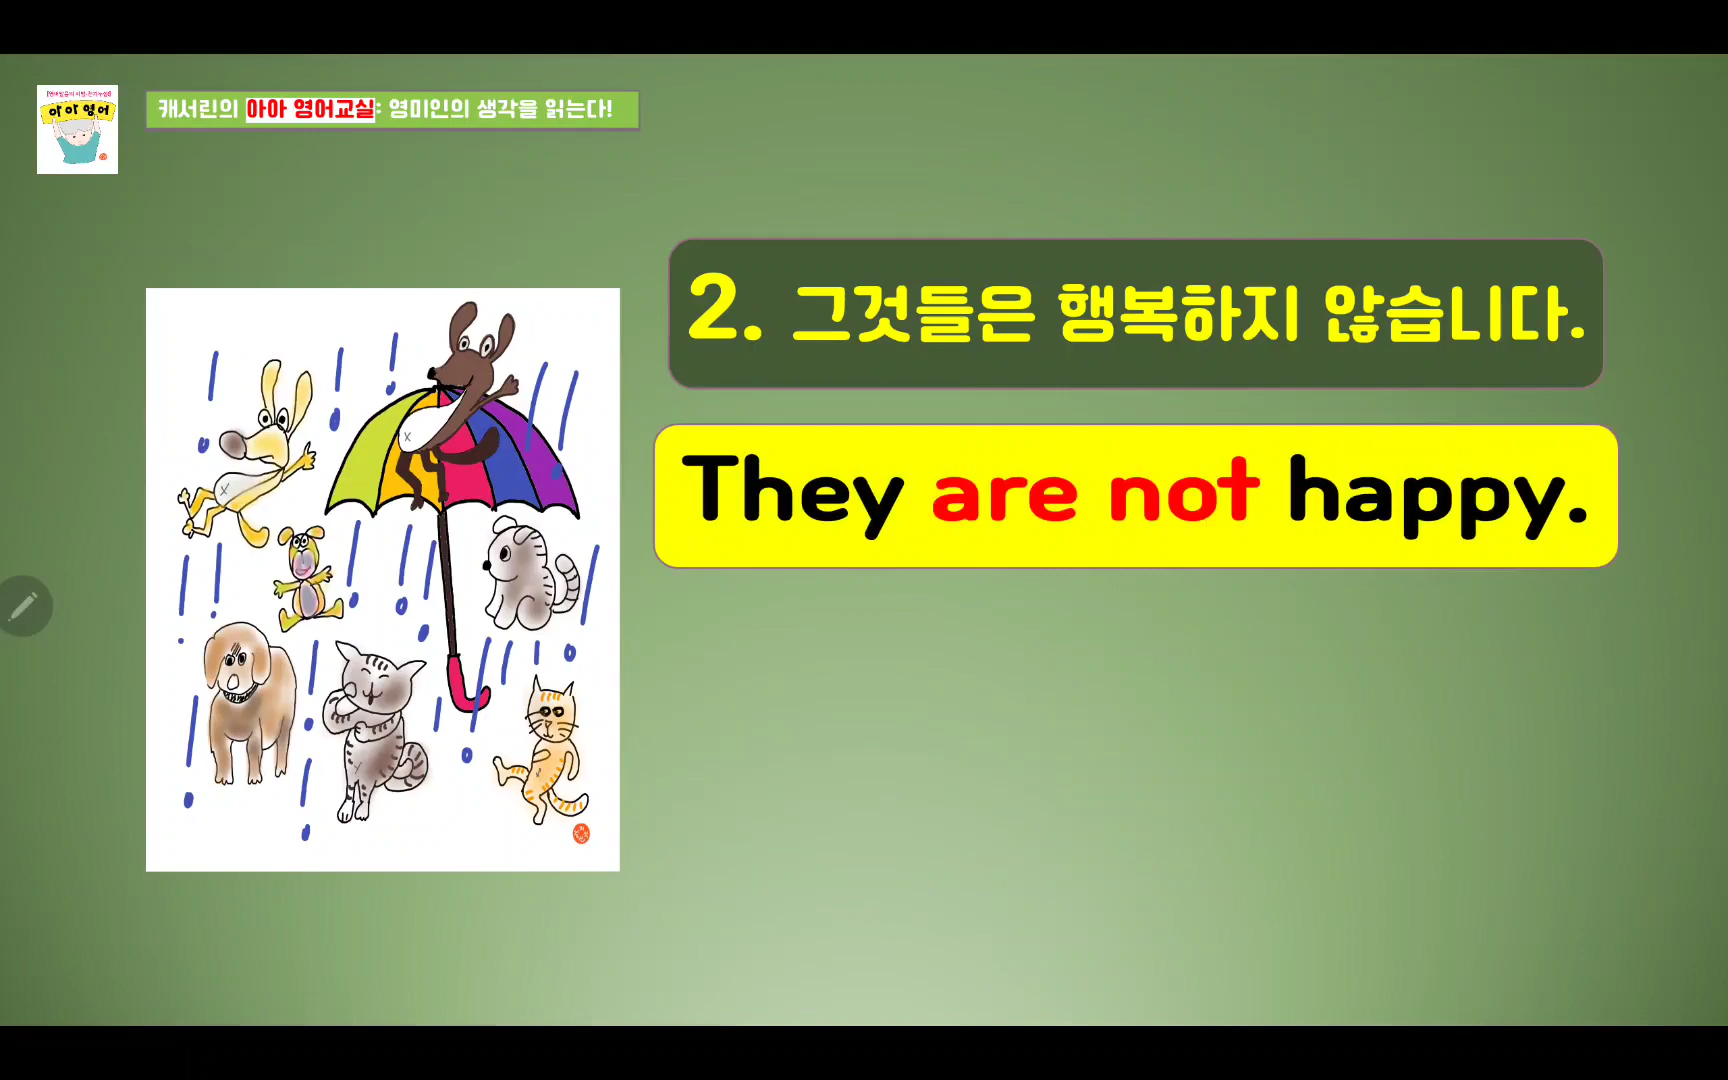 아아 영어
캐서린의 아아 영어교실: 영미인의 생각을 읽는다!
2. 그것들은 행복하지 않습니다.
They are not happy.